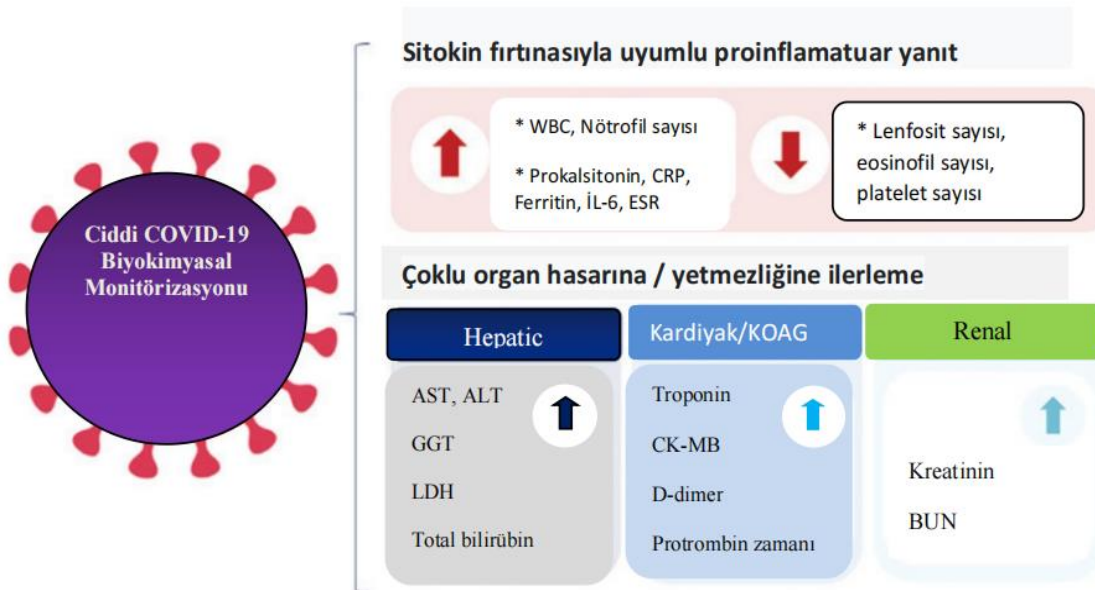 Sitokin fırtınasıyla uyumlu proinflamatuar yanıt
* WBC, Nötrofil sayısı
* Prokalsitonin, CRP,
Ferritin, İL-6, ESR
* Lenfosit sayısı,
eosinofil sayısı,
platelet sayısı
Ciddi COVID-19
Biyokimyasal
Monitörizasyonu
Çoklu organ hasarına / yetmezliğine ilerleme
Hepatic
AST, ALT
GGT
LDH
Total bilirübin
Kardiyak/KOAG
Troponin
CK-MB
D-dimer
Protrombin zamanı
Renal
Kreatinin
BUN